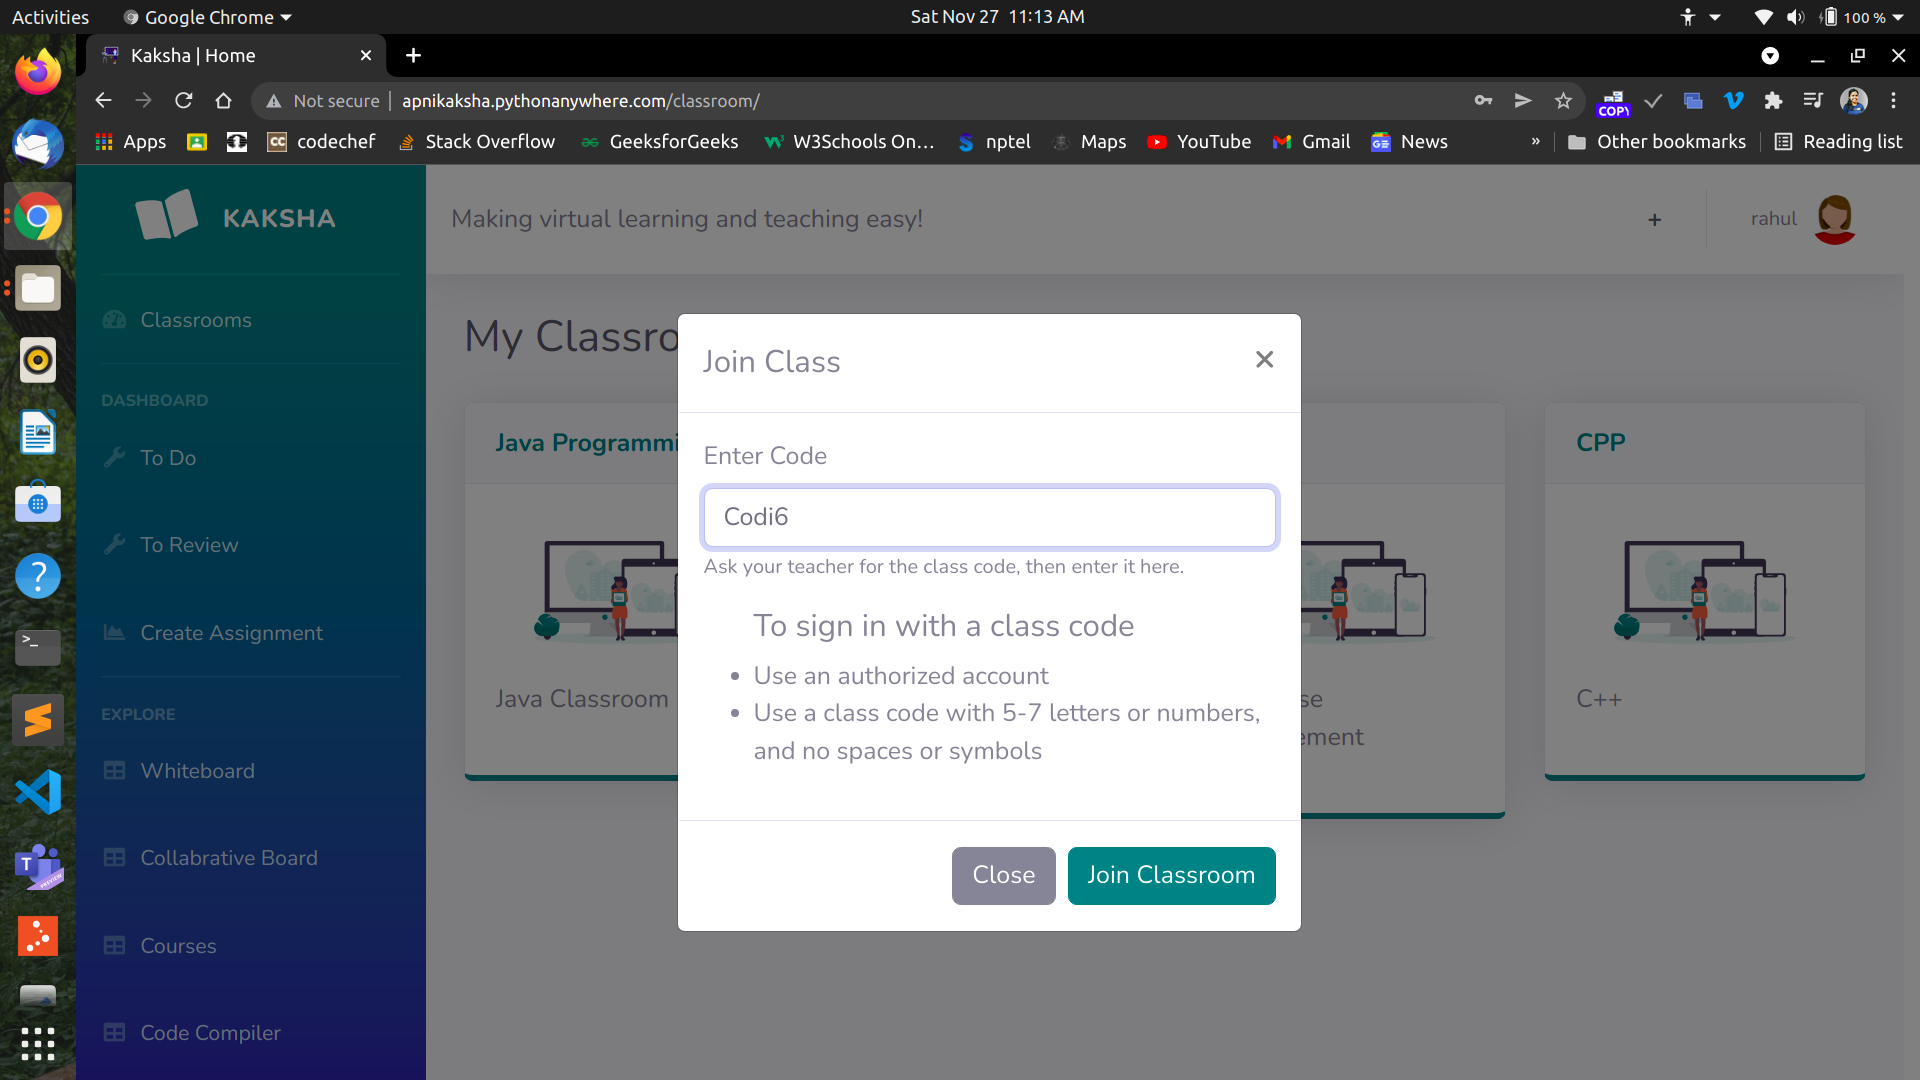 Activities
Google Chrome
Sat Nov 27 11:13 AM
100 %
Kaksha | Home
Not secure
apnikaksha.pythonanywhere.com/classroom/
COPY
Apps
CC
codechef
Stack Overflow
GeeksforGeeks
W3Schools On…
nptel
Maps
YouTube
Gmail
GE
News
»
Other bookmarks
Reading list
KAKSHA
Making virtual learning and teaching easy!
+
rahul
Classrooms
DASHBOARD
To Do
To Review
Create Assignment
EXPLORE
Whiteboard
Collabrative Board
Courses
Code Compiler
My Classro
Java Programmi
Java Classroom
se
ement
CPP
C++
Join Class
×
Enter Code
Codi6
Ask your teacher for the class code, then enter it here.
To sign in with a class code
• Use an authorized account
• Use a class code with 5-7 letters or numbers,
and no spaces or symbols
Close
Join Classroom